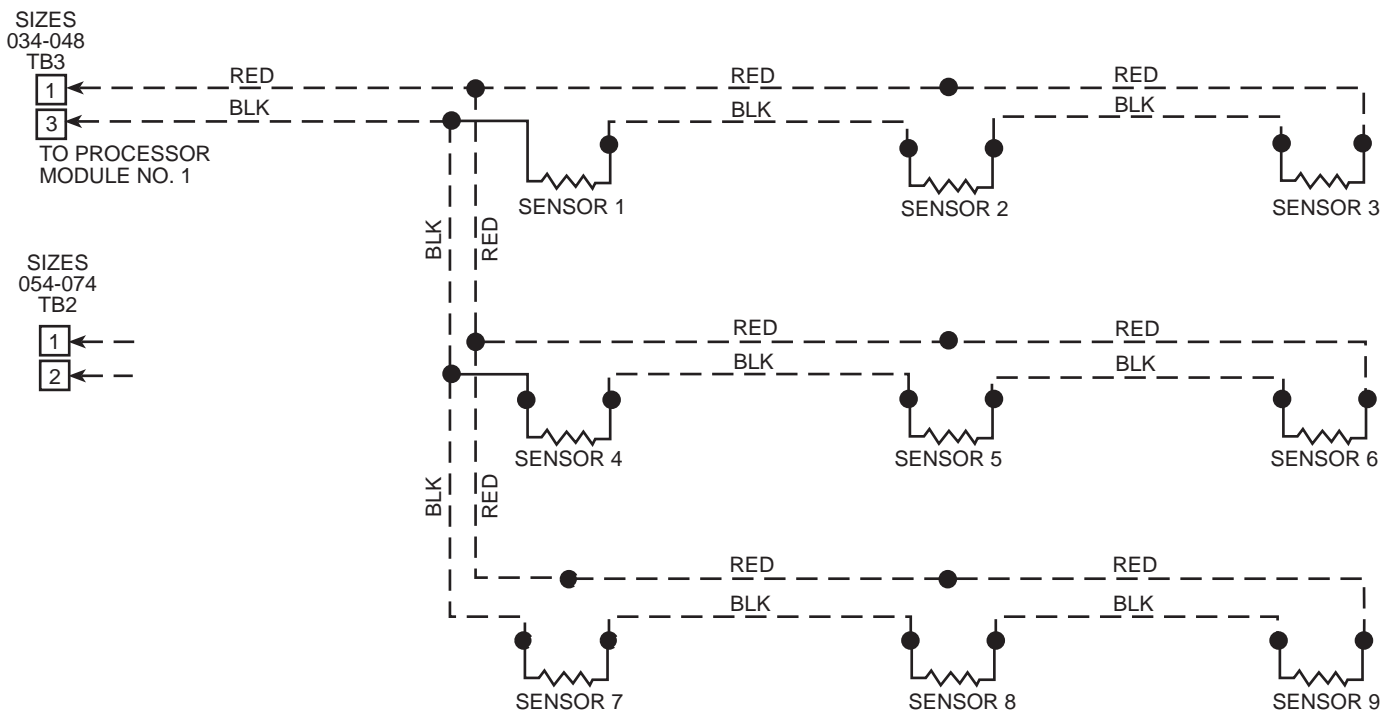 SIZES
034-048
TB3
1
3
TO PROCESSOR
MODULE NO. 1
RED
BLK
RED
BLK
RED
BLK
SENSOR 1
SENSOR 2
SENSOR 3
BLK
RED
SIZES
054-074
TB2
1
2
RED
BLK
RED
BLK
SENSOR 4
SENSOR 5
SENSOR 6
BLK
RED
RED
BLK
RED
BLK
SENSOR 7
SENSOR 8
SENSOR 9